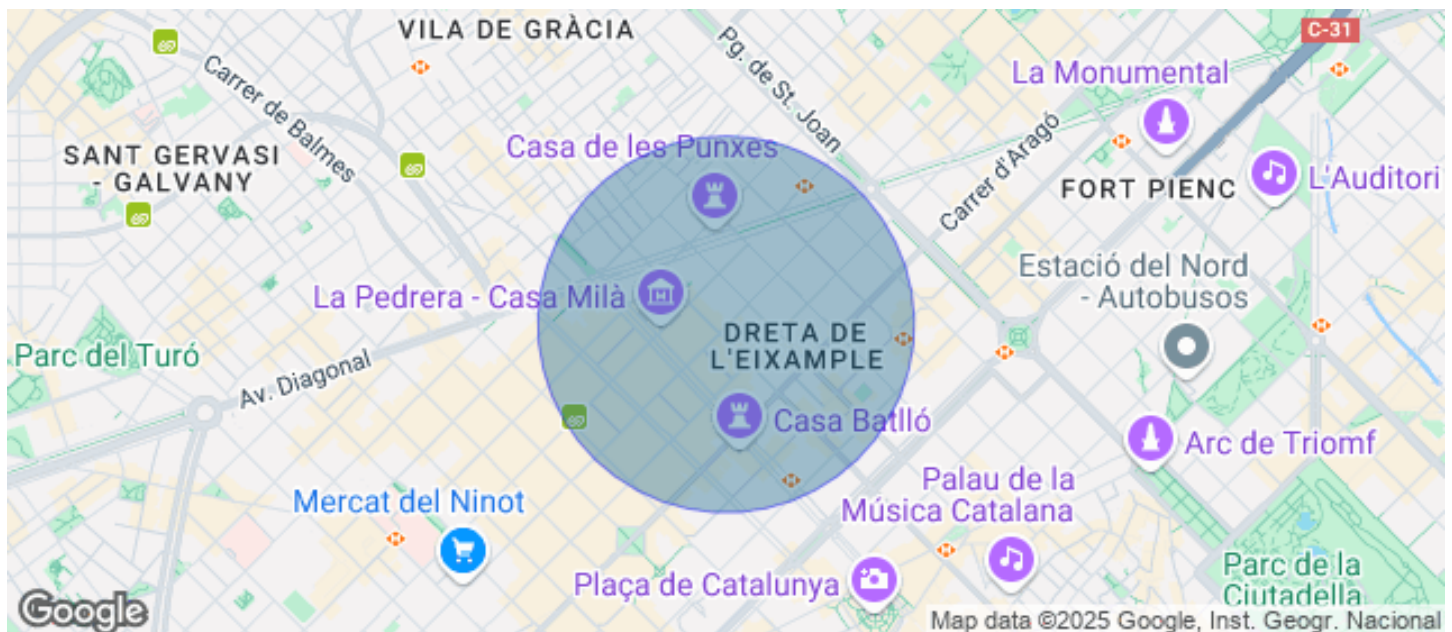 VILA DE GRÀCIA
C-31
Pg. de St. Joan
La Monumental
Carrer de Balmes
Casa de les Punxes
Carrer d'Aragó
SANT GERVASI
- GALVANY
FORT PIENC
L'Auditori
Estació del Nord
- Autobusos
La Pedrera - Casa Milà
DRETA DE
L'EIXAMPLE
Parc del Turó
Av. Diagonal
Casa Batlló
Arc de Triomf
Palau de la
Música Catalana
Mercat del Ninot
Plaça de Catalunya
Parc de la
Ciutadella
Google
Map data ©2025 Google, Inst. Geogr. Nacional